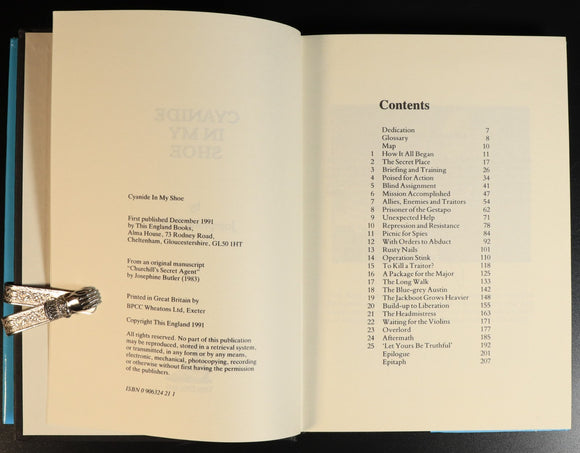 CYANIDE
IN MY
SHOE
Cyanide In My Shoe
First published December 1991
by This England Books,
Alma House, 73 Rodney Road,
Cheltenham, Gloucestershire, GL50 1HT
From an original manuscript
"Churchill's Secret Agent"
by Josephine Butler (1983)
Printed in Great Britain by
BPCC Wheatons Ltd, Exeter
Copyright This England 1991
All rights reserved. No part of this publication
may be reproduced, stored in a retrieval system,
or transmitted, in any form or by any means,
electronic, mechanical, photocopying, recording
or otherwise without first having the permission
of the publishers.
ISBN 0 906324 21 1
Contents
Dedication 7
Glossary 8
Map 10
1 How It All Began 11
2 The Secret Place 17
3 Briefing and Training 26
4 Poised for Action 34
5 Blind Assignment 41
6 Mission Accomplished 47
7 Allies, Enemies and Traitors 54
8 Prisoner of the Gestapo 62
9 Unexpected Help 71
10 Repression and Resistance 78
11 Picnic for Spies 84
12 With Orders to Abduct 92
13 Rusty Nails 101
14 Operation Stink 110
15 To Kill a Traitor? 118
16 A Package for the Major 125
17 The Long Walk 133
18 The Blue-grey Austin 142
19 The Jackboot Grows Heavier 148
20 Build-up to Liberation 155
21 The Headmistress 163
22 Waiting for the Violins 171
23 Overlord 177
24 Aftermath 185
25 'Let Yours Be Truthful' 192
Epilogue 201
Epitaph 207